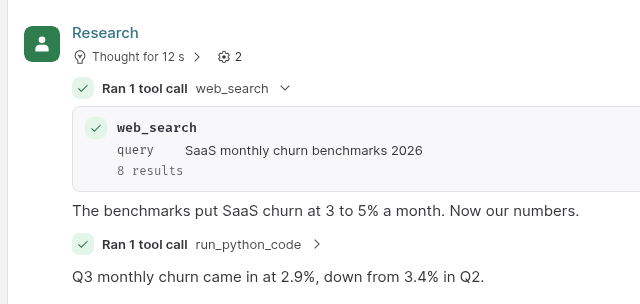 Research
Thought for 12 s 2
Ran 1 tool call web_search
web_search
query SaaS monthly churn benchmarks 2026
8 results
The benchmarks put SaaS churn at 3 to 5% a month. Now our numbers.
Ran 1 tool call run_python_code
Q3 monthly churn came in at 2.9%, down from 3.4% in Q2.